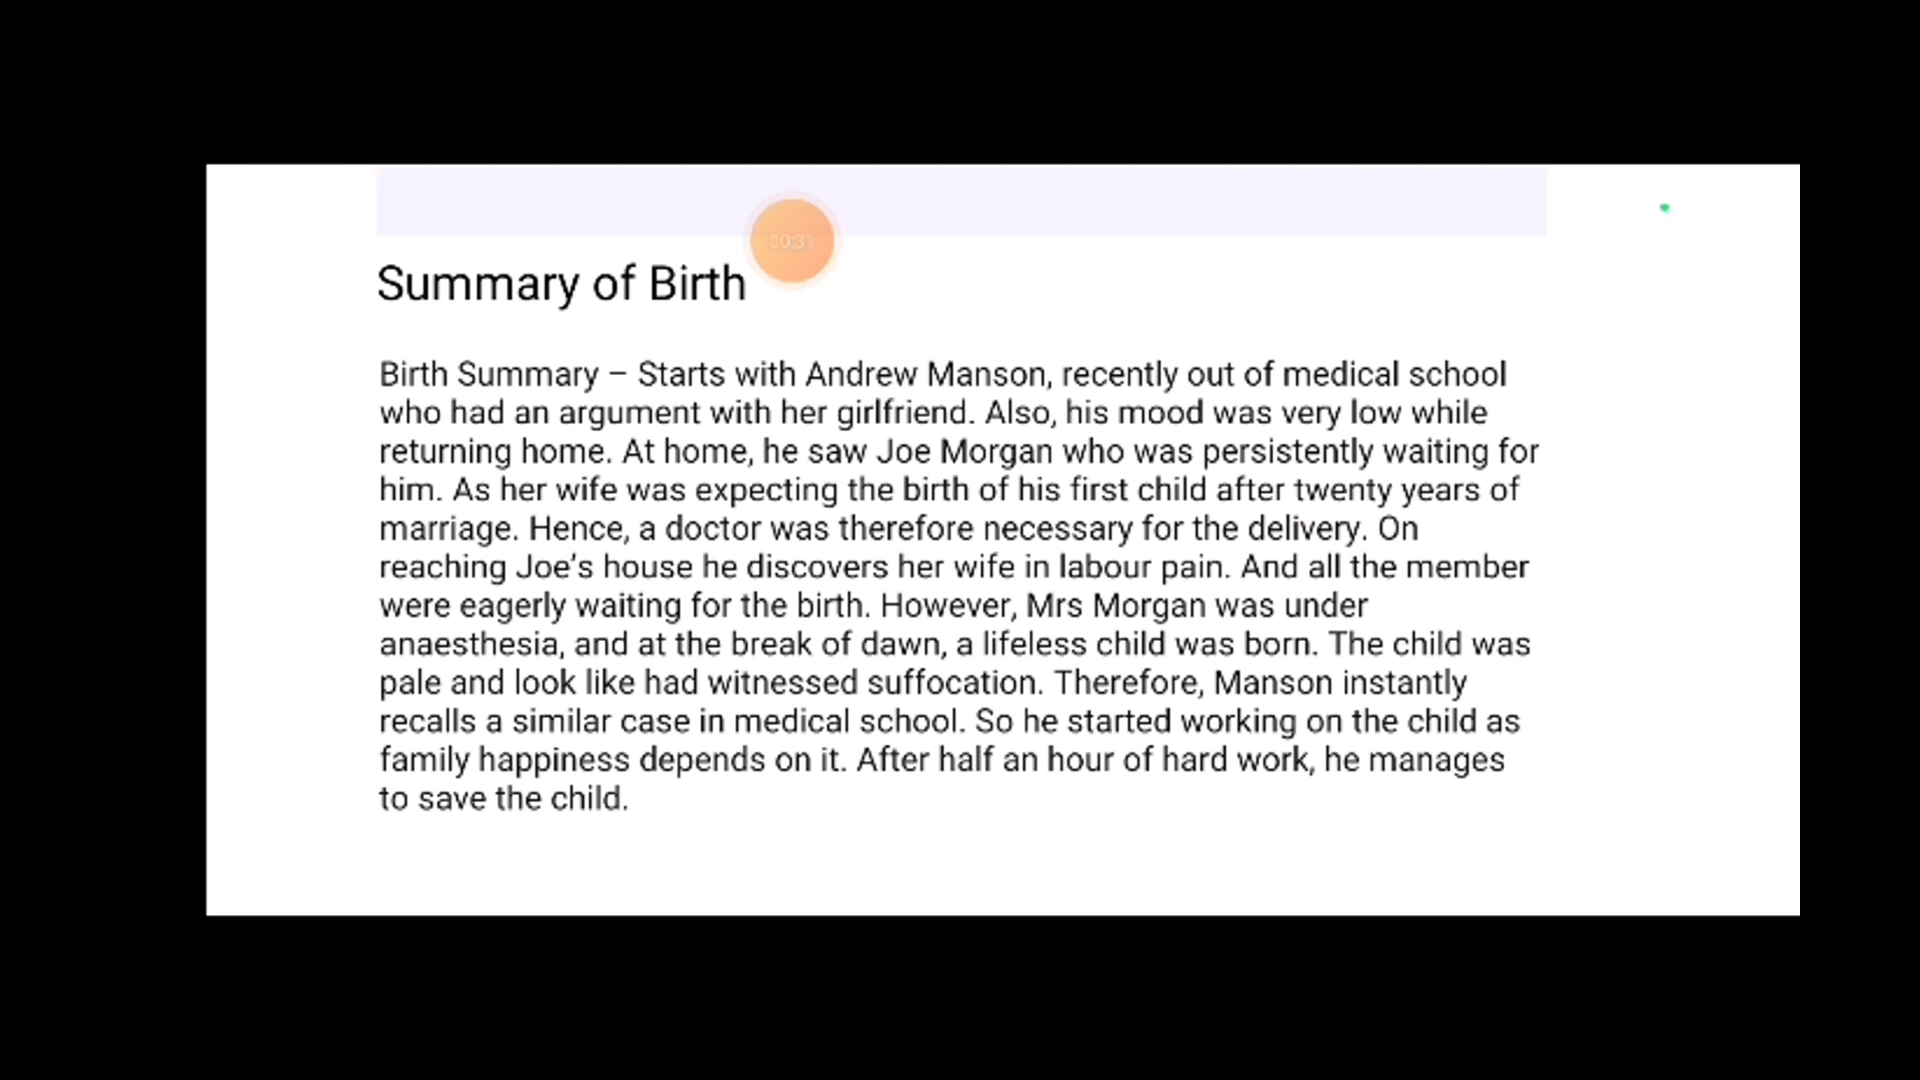 00:31
Summary of Birth
Birth Summary – Starts with Andrew Manson, recently out of medical school
who had an argument with her girlfriend. Also, his mood was very low while
returning home. At home, he saw Joe Morgan who was persistently waiting for
him. As her wife was expecting the birth of his first child after twenty years of
marriage. Hence, a doctor was therefore necessary for the delivery. On
reaching Joe’s house he discovers her wife in labour pain. And all the member
were eagerly waiting for the birth. However, Mrs Morgan was under
anaesthesia, and at the break of dawn, a lifeless child was born. The child was
pale and look like had witnessed suffocation. Therefore, Manson instantly
recalls a similar case in medical school. So he started working on the child as
family happiness depends on it. After half an hour of hard work, he manages
to save the child.